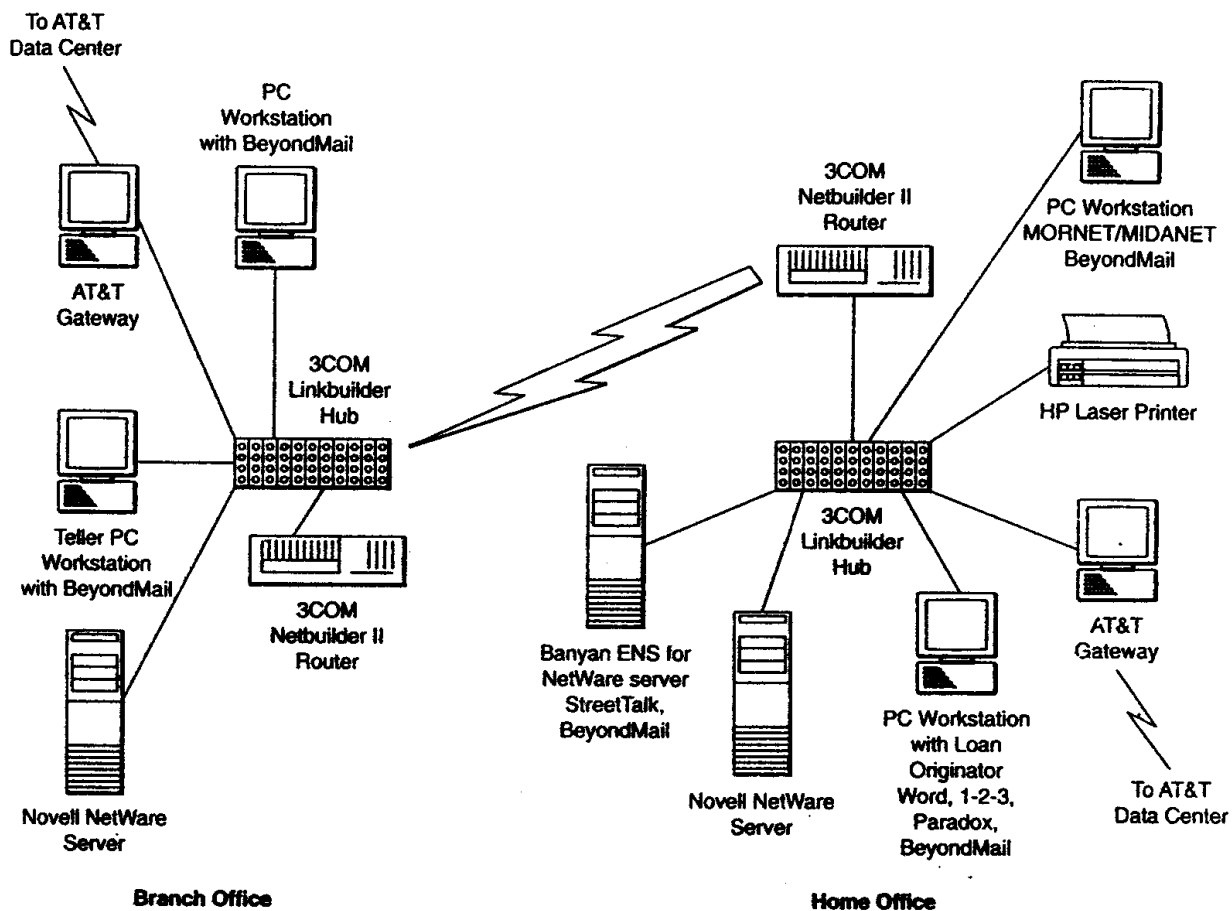 To AT&T
Data Center
PC
Workstation
with BeyondMail
AT&T
Gateway
3COM
Linkbuilder
Hub
Teller PC
Workstation
with BeyondMail
3COM
Netbuilder II
Router
Novell NetWare
Server
Branch Office
3COM
Netbuilder II
Router
PC Workstation
MORNET/MIDANET
BeyondMail
HP Laser Printer
3COM
Linkbuilder
Hub
Banyan ENS for
NetWare server
StreetTalk,
BeyondMail
Novell NetWare
Server
PC Workstation
with Loan
Originator
Word, 1-2-3,
Paradox,
BeyondMail
AT&T
Gateway
To AT&T
Data Center
Home Office